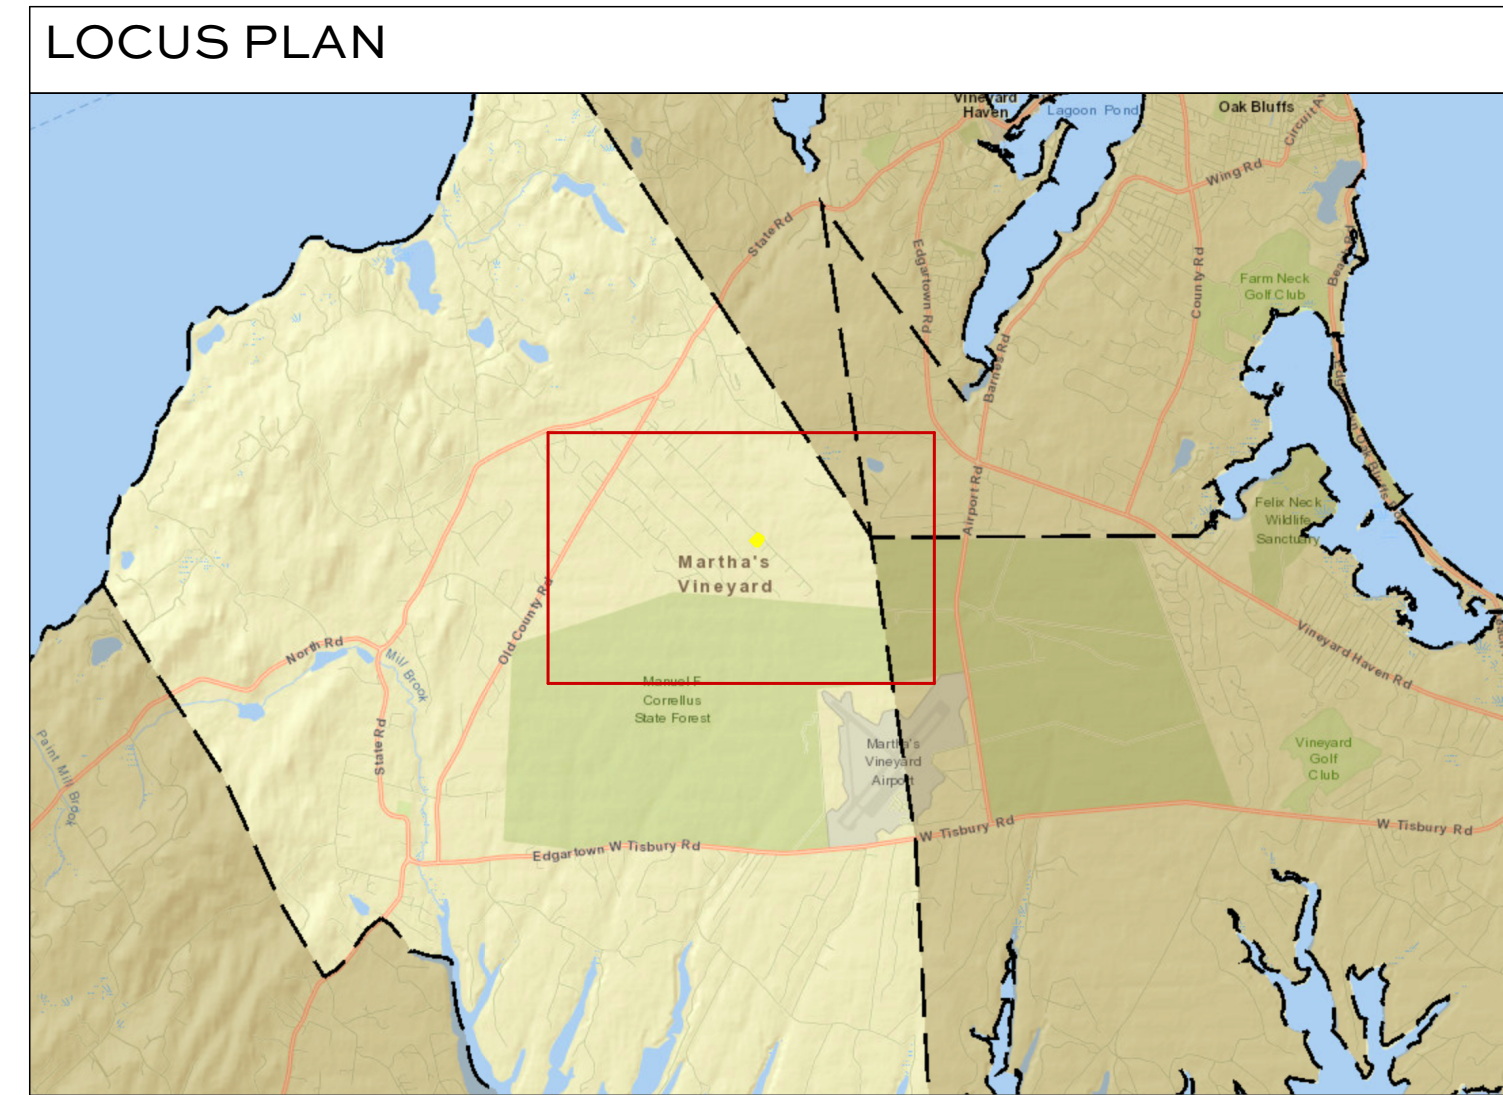 LOCUS PLAN
Vineyard
Haven
Lagoon Pond
Oak Bluffs
Wing Rd
State Rd
Edgartown Rd
County Rd
Farm Neck
Golf Club
Barnes Rd
Airport Rd
Felix Neck
Wildlife
Sanctuary
Martha's
Vineyard
Old County Rd
North Rd
Mill Brook
Vineyard Haven Rd
Manuel F
Correllus
State Forest
State Rd
Paint Mill Brook
Martha's
Vineyard
Airport
Vineyard
Golf
Club
Edgartown W Tisbury Rd
W Tisbury Rd
W Tisbury Rd